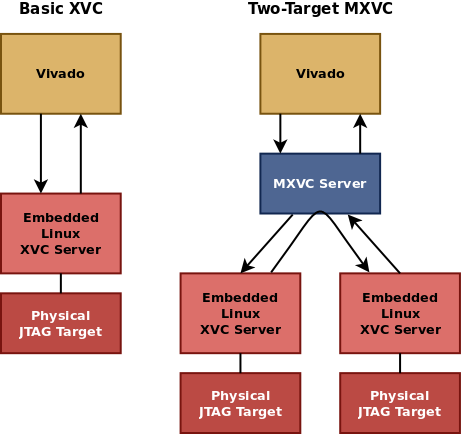 Basic XVC
Two-Target MXVC
Vivado
Vivado
MXVC Server
Embedded
Linux
XVC Server
Physical
JTAG Target
Embedded
Linux
XVC Server
Embedded
Linux
XVC Server
Physical
JTAG Target
Physical
JTAG Target